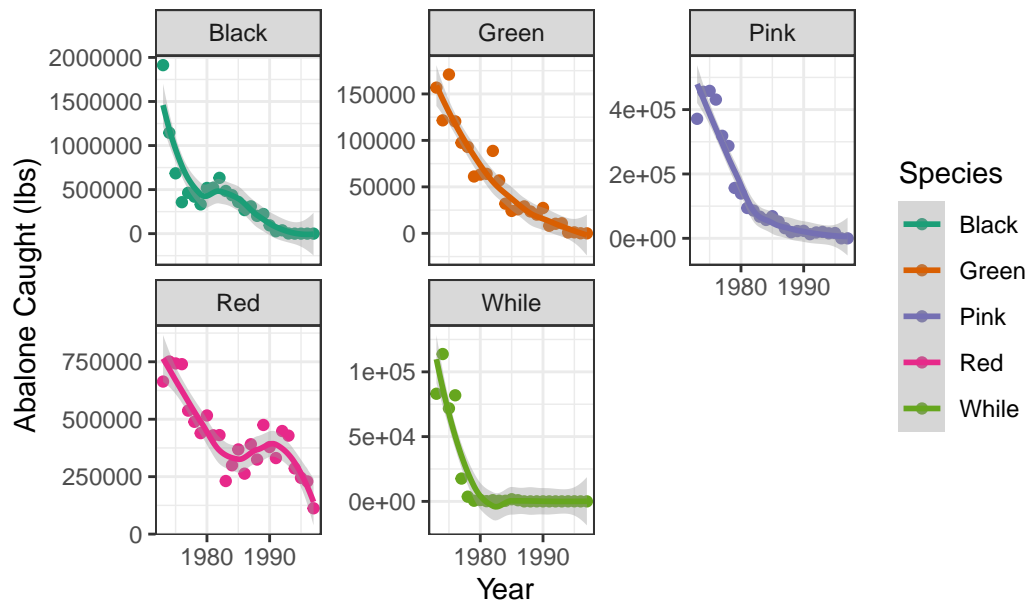 Black
Green
Pink
2000000
1500000
1000000
500000
0
150000
100000
50000
0
4e+05
2e+05
0e+00
1980 1990
Red
While
750000
500000
250000
0
1e+05
5e+04
0e+00
1980 1990
1980 1990
Abalone Caught (lbs)
Year
Species
Black
Green
Pink
Red
While